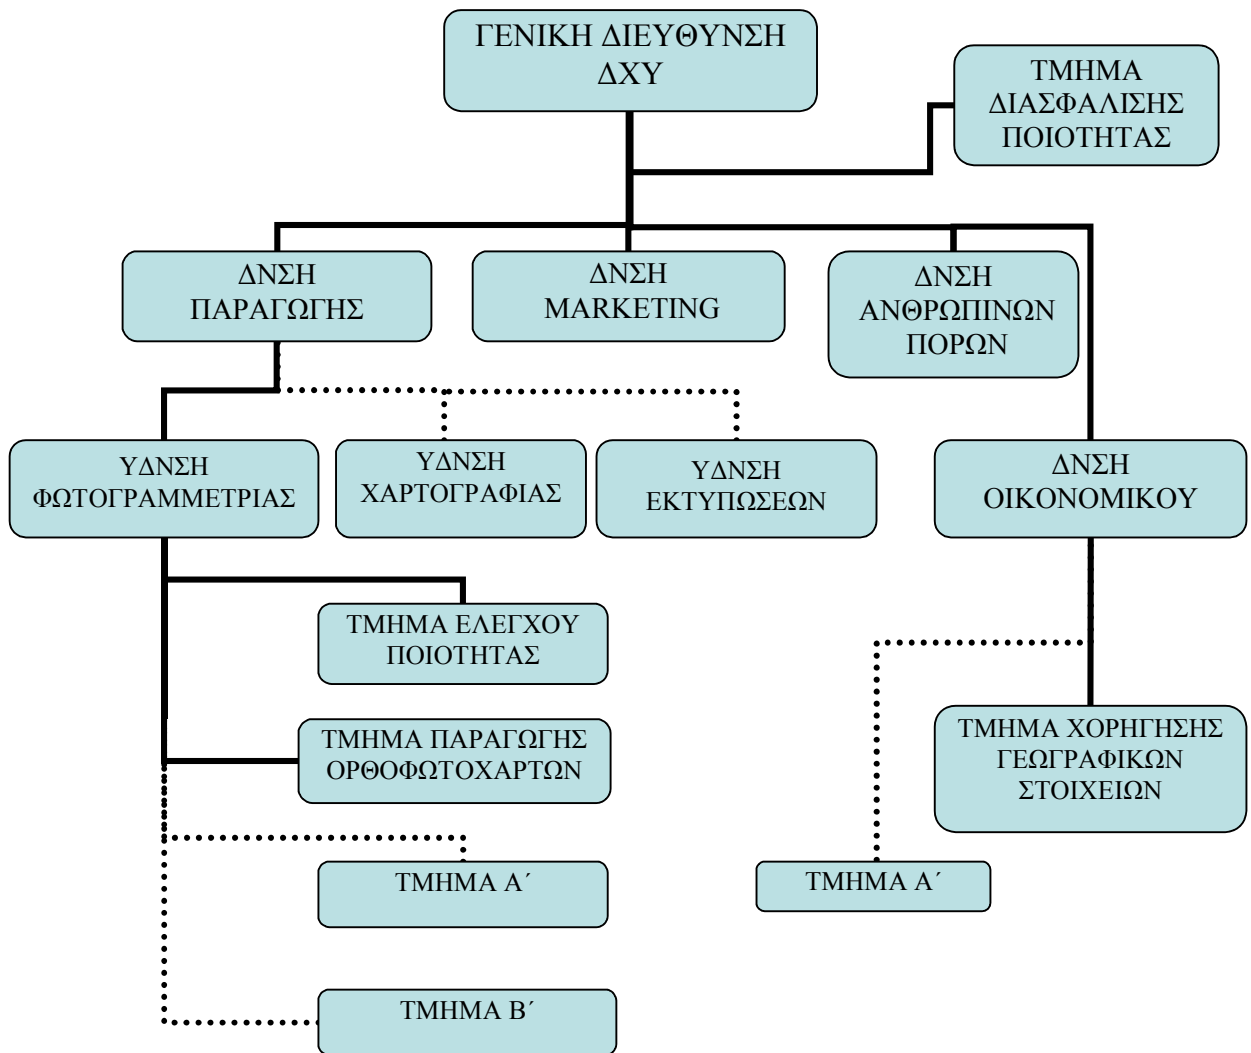 ΓΕΝΙΚΗ ΔΙΕΥΘΥΝΣΗ
ΔΧΥ
ΤΜΗΜΑ
ΔΙΑΣΦΑΛΙΣΗΣ
ΠΟΙΟΤΗΤΑΣ
ΔΝΣΗ
ΠΑΡΑΓΩΓΗΣ
ΔΝΣΗ
MARKETING
ΔΝΣΗ
ΑΝΘΡΩΠΙΝΩΝ
ΠΟΡΩΝ
ΥΔΝΣΗ
ΦΩΤΟΓΡΑΜΜΕΤΡΙΑΣ
ΥΔΝΣΗ
ΧΑΡΤΟΓΡΑΦΙΑΣ
ΥΔΝΣΗ
ΕΚΤΥΠΩΣΕΩΝ
ΔΝΣΗ
ΟΙΚΟΝΟΜΙΚΟΥ
ΤΜΗΜΑ ΕΛΕΓΧΟΥ
ΠΟΙΟΤΗΤΑΣ
ΤΜΗΜΑ ΠΑΡΑΓΩΓΗΣ
ΟΡΘΟΦΩΤΟΧΑΡΤΩΝ
ΤΜΗΜΑ ΧΟΡΗΓΗΣΗΣ
ΓΕΩΓΡΑΦΙΚΩΝ
ΣΤΟΙΧΕΙΩΝ
ΤΜΗΜΑ Α΄
ΤΜΗΜΑ Α΄
ΤΜΗΜΑ Β΄